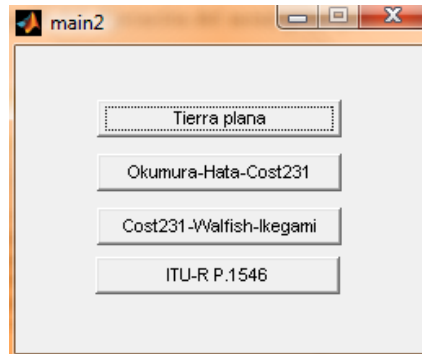 main2
Tierra plana
Okumura-Hata-Cost231
Cost231-Walfish-Ikegami
ITU-R P.1546